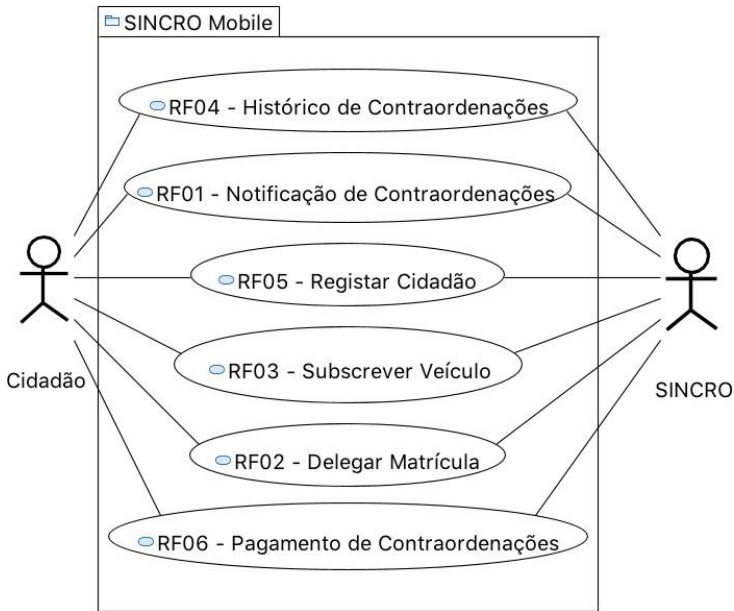 SINCRO Mobile
RF04 - Histórico de Contraordenações
RF01 - Notificação de Contraordenações
RF05 - Registar Cidadão
RF03 - Subscrever Veículo
Cidadão
SINCRO
RF02 - Delegar Matrícula
RF06 - Pagamento de Contraordenações